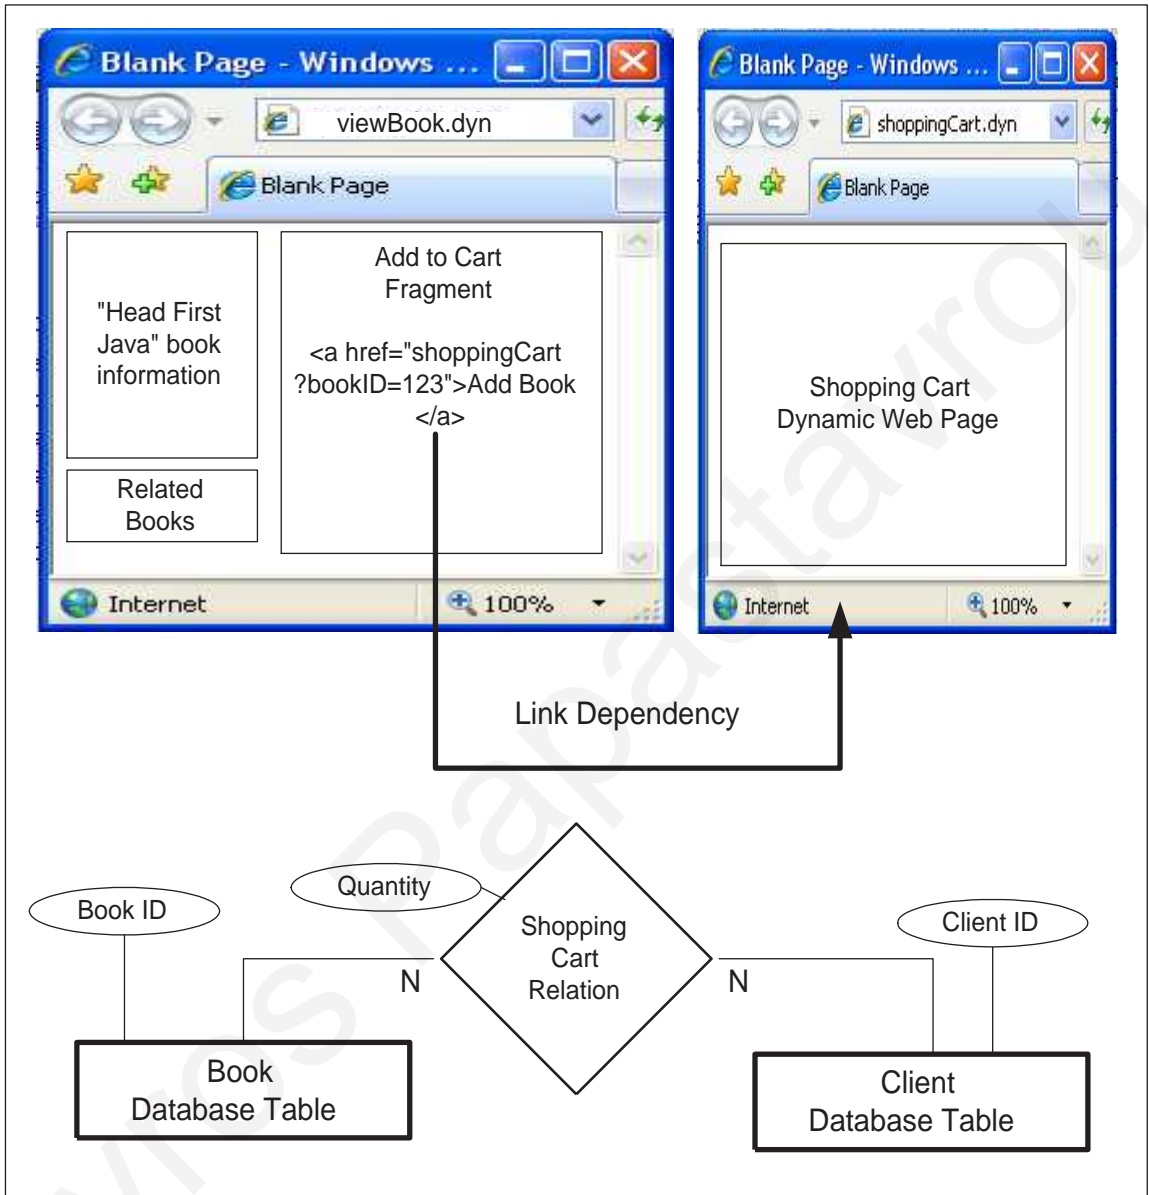 Blank Page - Windows ...
viewBook.dyn
Blank Page
"Head First
Java" book
information
Related
Books
Add to Cart
Fragment
<a href="shoppingCart
?bookID=123">Add Book
</a>
Internet
100%
Blank Page - Windows ...
shoppingCart.dyn
Blank Page
Shopping Cart
Dynamic Web Page
Internet
100%
Link Dependency
Book ID
Quantity
Shopping
Cart
Relation
Client ID
N
N
Book
Database Table
Client
Database Table
vros Papastavrou